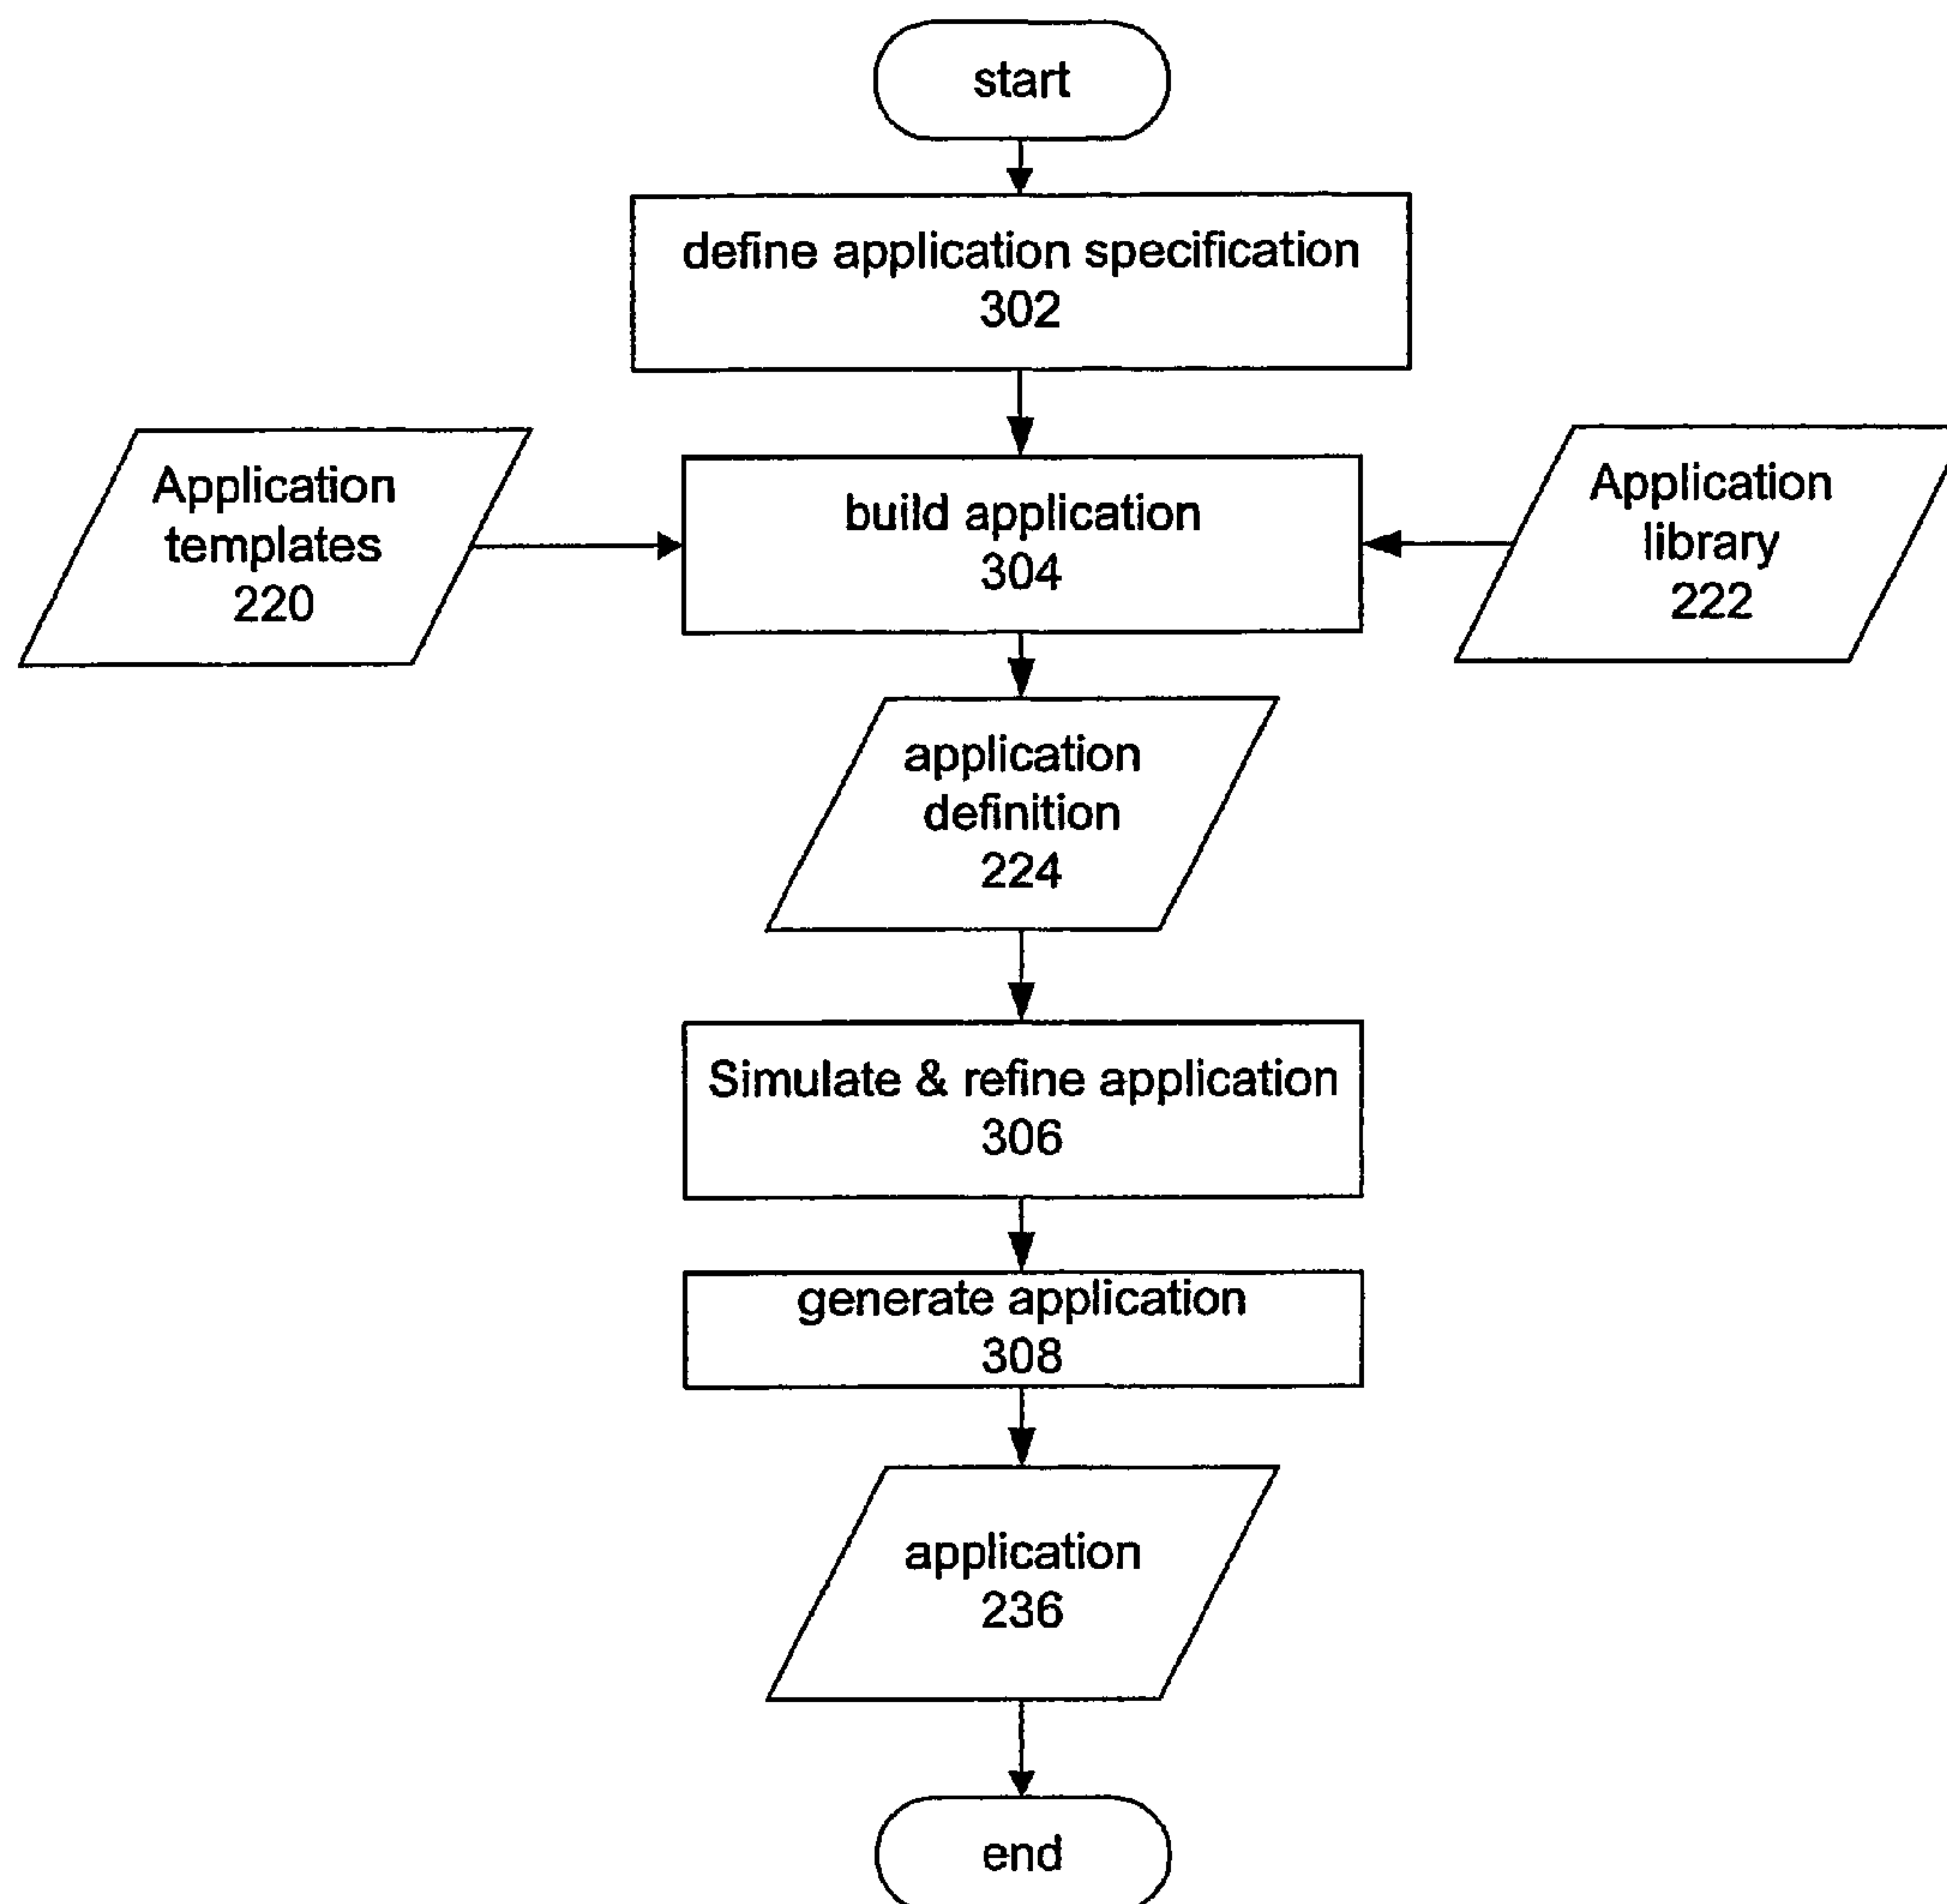 start
define application specification
302
Application
templates
220
build application
304
Application
library
222
application
definition
224
Simulate & refine application
306
generate application
308
application
236
end